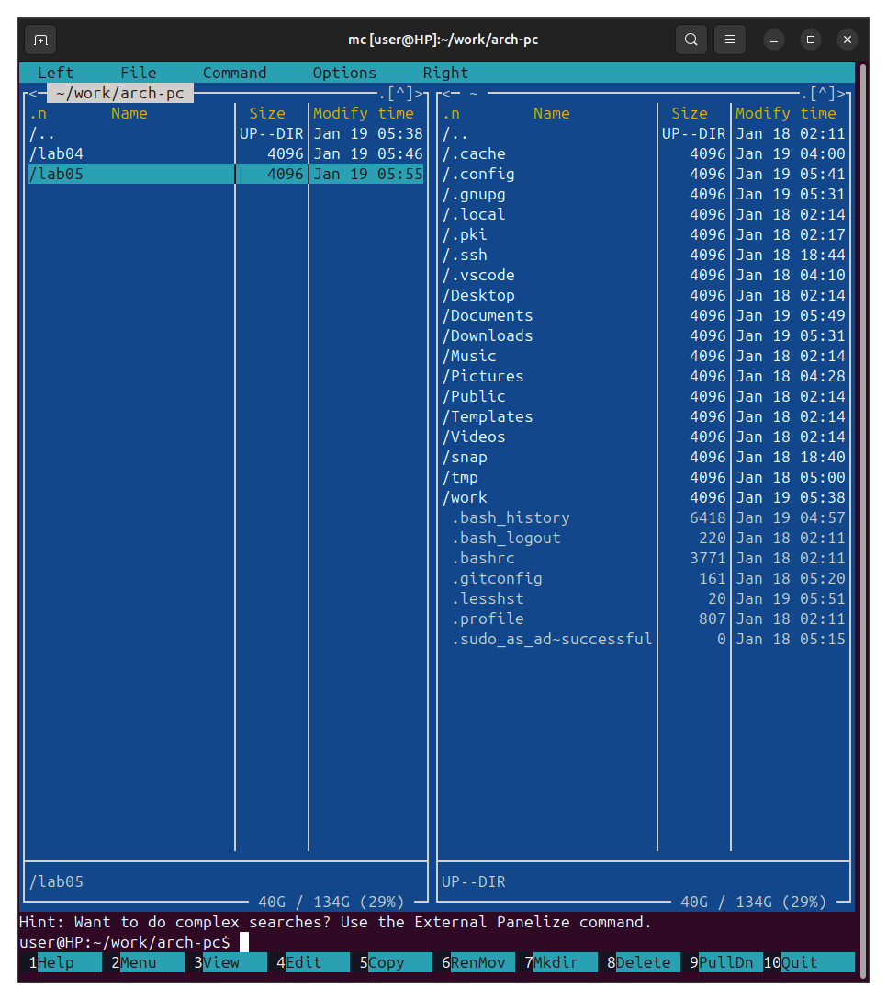 mc [user@HP]:~/work/arch-pc
Left File Command Options Right
<─ ~/work/arch-pc ─.[^]>
.n Name Size Modify time
/.. UP--DIR Jan 19 05:38
/lab04 4096 Jan 19 05:46
/lab05 4096 Jan 19 05:55
/lab05
40G / 134G (29%)
<─ ~ ─.[^]>
.n Name Size Modify time
/.. UP--DIR Jan 18 02:11
/.cache 4096 Jan 19 04:00
/.config 4096 Jan 19 05:41
/.gnupg 4096 Jan 19 05:31
/.local 4096 Jan 18 02:14
/.pki 4096 Jan 18 02:17
/.ssh 4096 Jan 18 18:44
/.vscode 4096 Jan 18 04:10
/Desktop 4096 Jan 18 02:14
/Documents 4096 Jan 19 05:49
/Downloads 4096 Jan 19 05:31
/Music 4096 Jan 18 02:14
/Pictures 4096 Jan 18 04:28
/Public 4096 Jan 18 02:14
/Templates 4096 Jan 18 02:14
/Videos 4096 Jan 18 02:14
/snap 4096 Jan 18 18:40
/tmp 4096 Jan 18 05:00
/work 4096 Jan 19 05:38
.bash_history 6418 Jan 19 04:57
.bash_logout 220 Jan 18 02:11
.bashrc 3771 Jan 18 02:11
.gitconfig 161 Jan 18 05:20
.lesshst 20 Jan 19 05:51
.profile 807 Jan 18 02:11
.sudo_as_ad~successful 0 Jan 18 05:15
UP--DIR
40G / 134G (29%)
Hint: Want to do complex searches? Use the External Panelize command.
user@HP:~/work/arch-pc$
1Help 2Menu 3View 4Edit 5Copy 6RenMov 7Mkdir 8Delete 9PullDn 10Quit